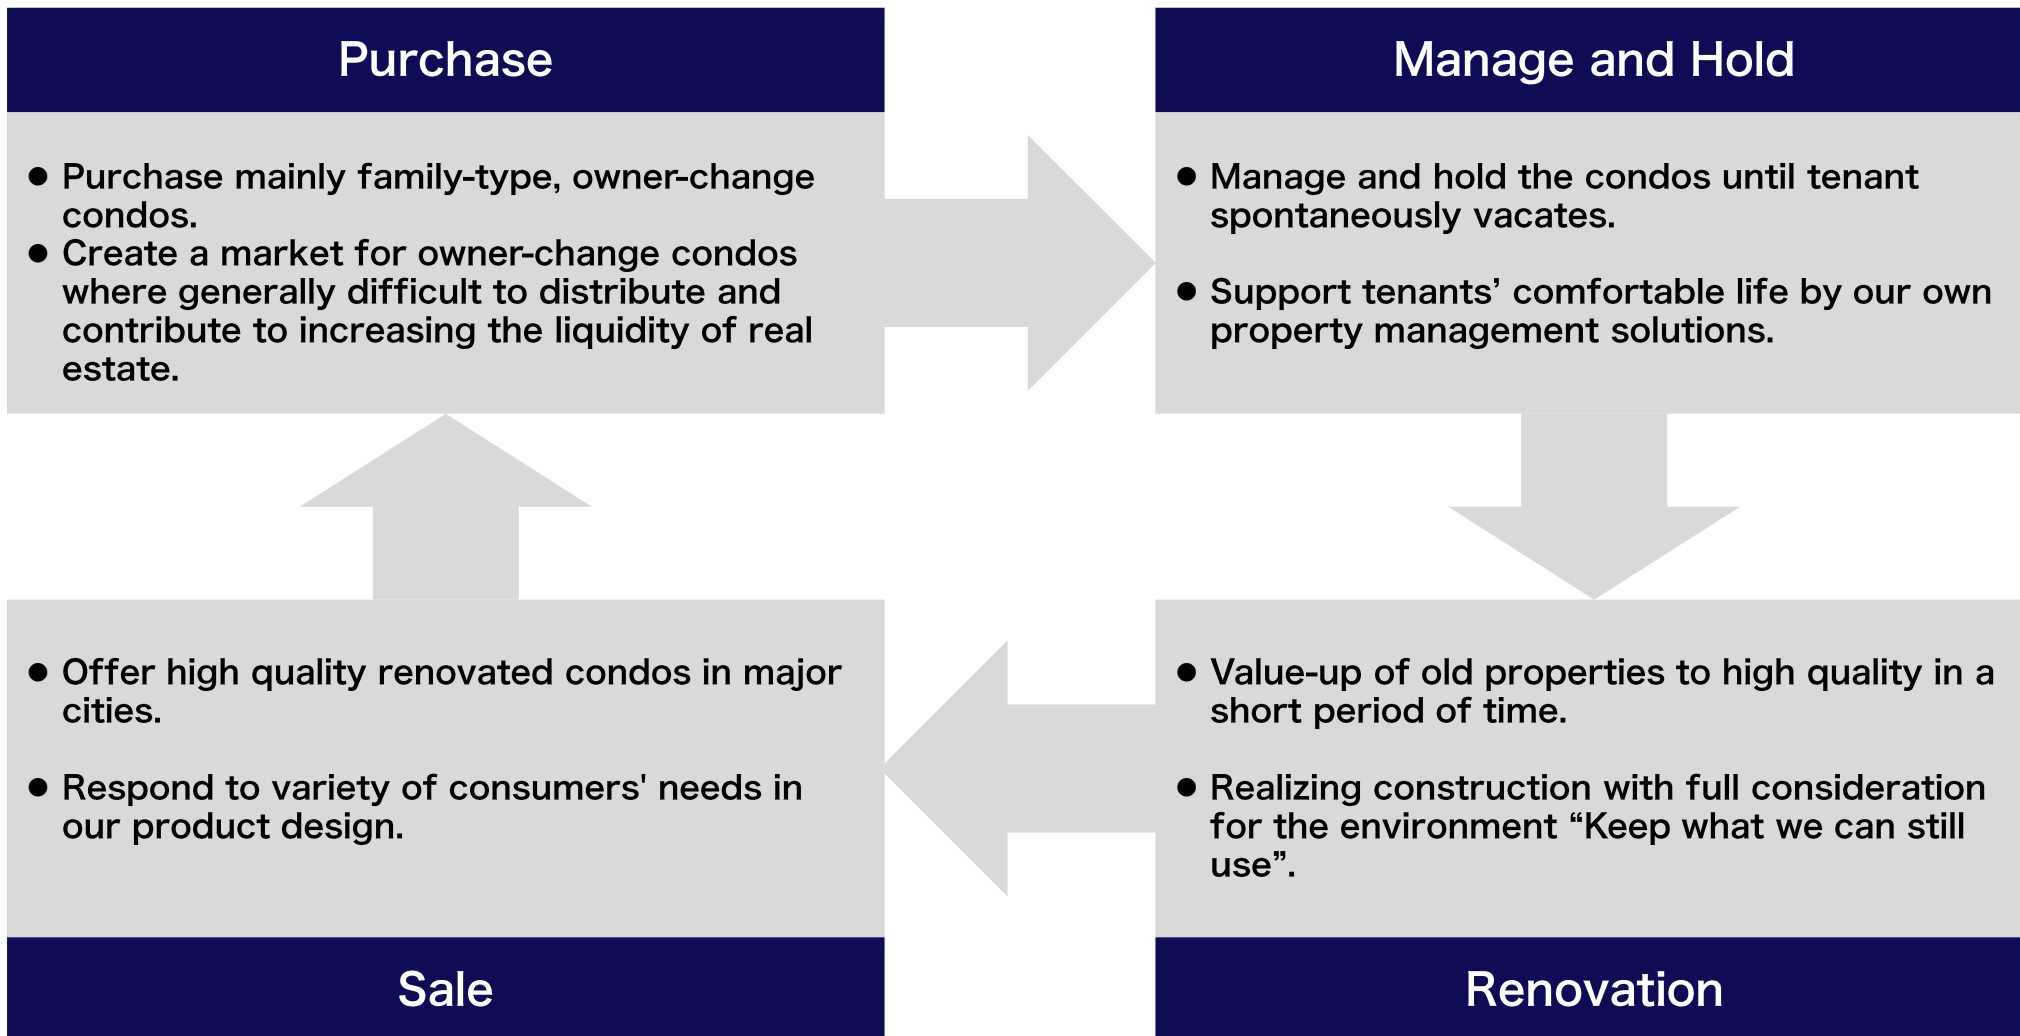 Purchase
● Purchase mainly family-type, owner-change
condos.
● Create a market for owner-change condos
where generally difficult to distribute and
contribute to increasing the liquidity of real
estate.
Manage and Hold
● Manage and hold the condos until tenant
spontaneously vacates.
● Support tenants’ comfortable life by our own
property management solutions.
● Offer high quality renovated condos in major
cities.
● Respond to variety of consumers' needs in
our product design.
Sale
● Value-up of old properties to high quality in a
short period of time.
● Realizing construction with full consideration
for the environment “Keep what we can still
use”.
Renovation